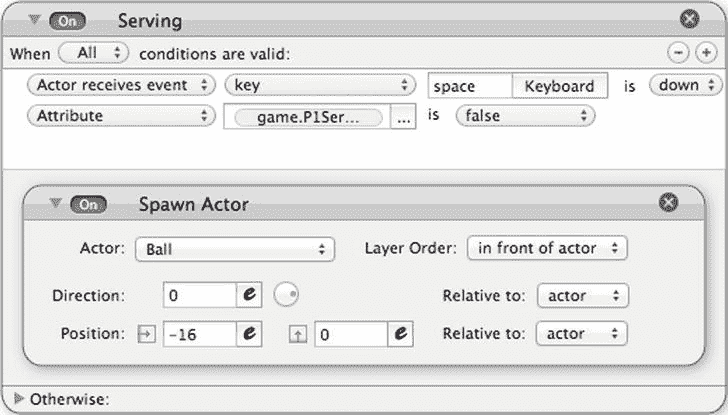 On Serving
When All conditions are valid:
Actor receives event key space Keyboard is down
Attribute game.P1Ser... ... is false
On Spawn Actor
Actor: Ball Layer Order: in front of actor
Direction: 0 e Relative to: actor
Position: -16 e 0 e Relative to: actor
Otherwise: